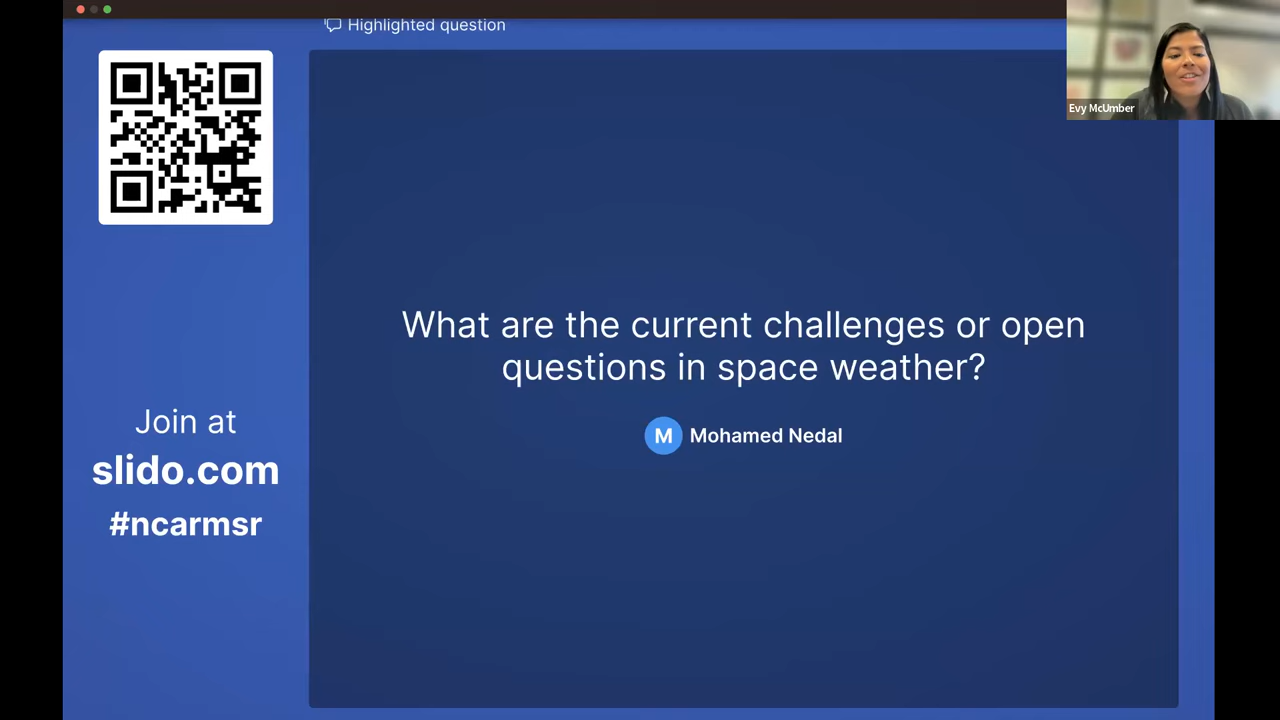 Highlighted question
Evy McUmber
What are the current challenges or open
questions in space weather?
M Mohamed Nedal
Join at
slido.com
#ncarmsr